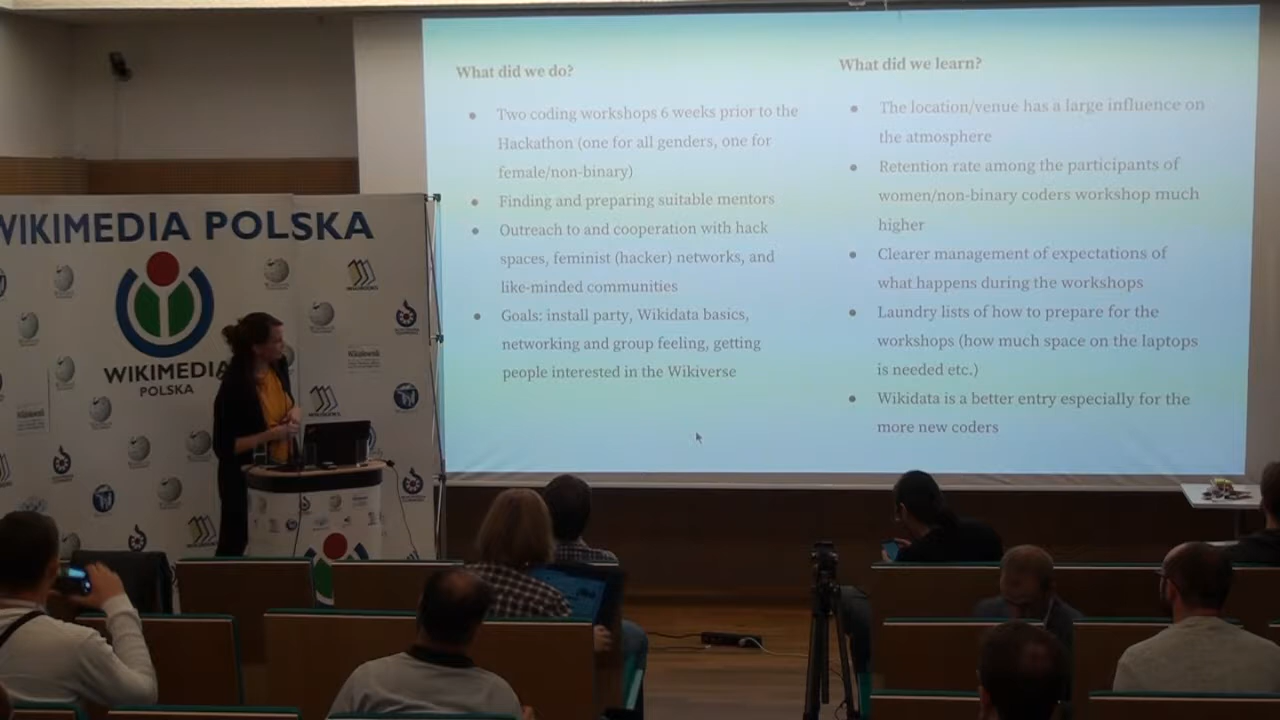 What did we do?
Two coding workshops 6 weeks prior to the
Hackathon (one for all genders, one for
female/non-binary)
Finding and preparing suitable mentors
Outreach to and cooperation with hack
spaces, feminist (hacker) networks, and
like-minded communities
Goals: install party, Wikidata basics,
networking and group feeling, getting
people interested in the Wikiverse
What did we learn?
The location/venue has a large influence on
the atmosphere
Retention rate among the participants of
women/non-binary coders workshop much
higher
Clearer management of expectations of
what happens during the workshops
Laundry lists of how to prepare for the
workshops (how much space on the laptops
is needed etc.)
Wikidata is a better entry especially for the
more new coders
WIKIMEDIA POLSKA
WIKIMEDIA
POLSKA